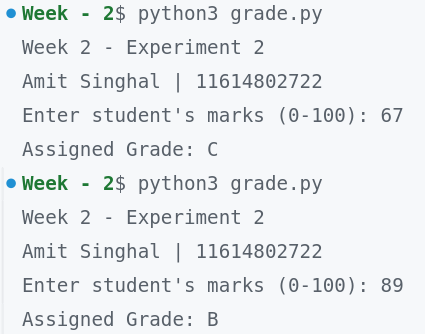 Week - 2$ python3 grade.py
Week 2 - Experiment 2
Amit Singhal | 11614802722
Enter student's marks (0-100): 67
Assigned Grade: C
Week - 2$ python3 grade.py
Week 2 - Experiment 2
Amit Singhal | 11614802722
Enter student's marks (0-100): 89
Assigned Grade: B